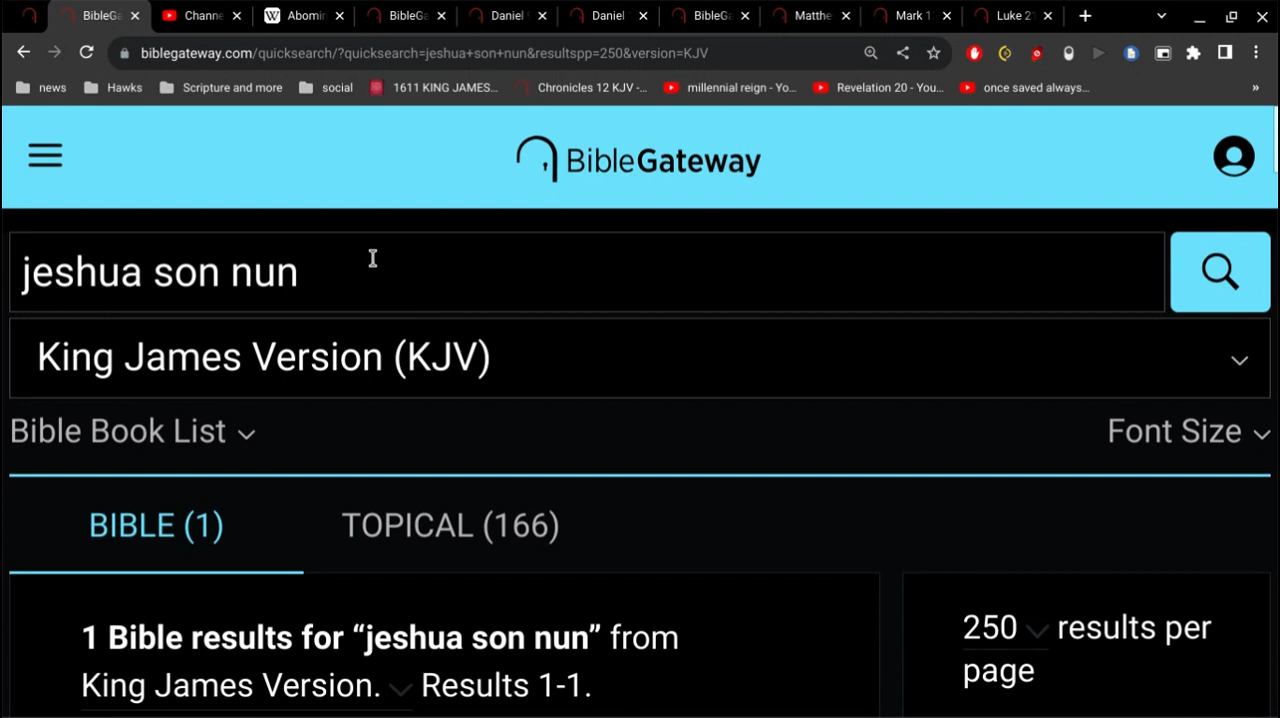 BibleGa
Channe
Abomin
BibleGa
Daniel 9
Daniel
BibleGa
Matthe
Mark 1
Luke 21
biblegateway.com/quicksearch/?quicksearch=jeshua+son+nun&resultspp=250&version=KJV
news
Hawks
Scripture and more
social
1611 KING JAMES...
Chronicles 12 KJV -...
millennial reign - Yo...
Revelation 20 - You...
once saved always...
»
BibleGateway
jeshua son nun
King James Version (KJV)
Bible Book List
Font Size
BIBLE (1)
TOPICAL (166)
1 Bible results for “jeshua son nun” from
King James Version. Results 1-1.
250 results per
page